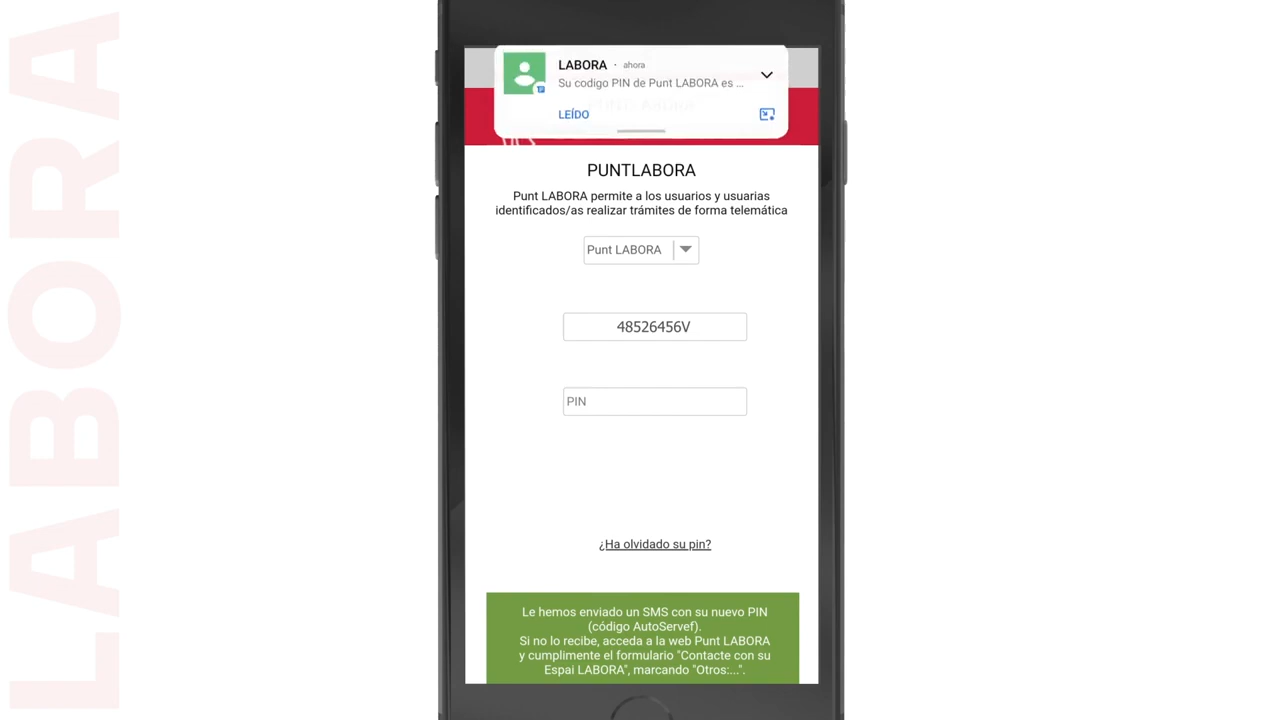 LABORA
LABORA · ahora
Su codigo PIN de Punt LABORA es ...
LEÍDO
PUNTLABORA
Punt LABORA permite a los usuarios y usuarias
identificados/as realizar trámites de forma telemática
Punt LABORA
48526456V
PIN
¿Ha olvidado su pin?
Le hemos enviado un SMS con su nuevo PIN
(código AutoServef).
Si no lo recibe, acceda a la web Punt LABORA
y cumplimente el formulario "Contacte con su
Espai LABORA", marcando "Otros:...".